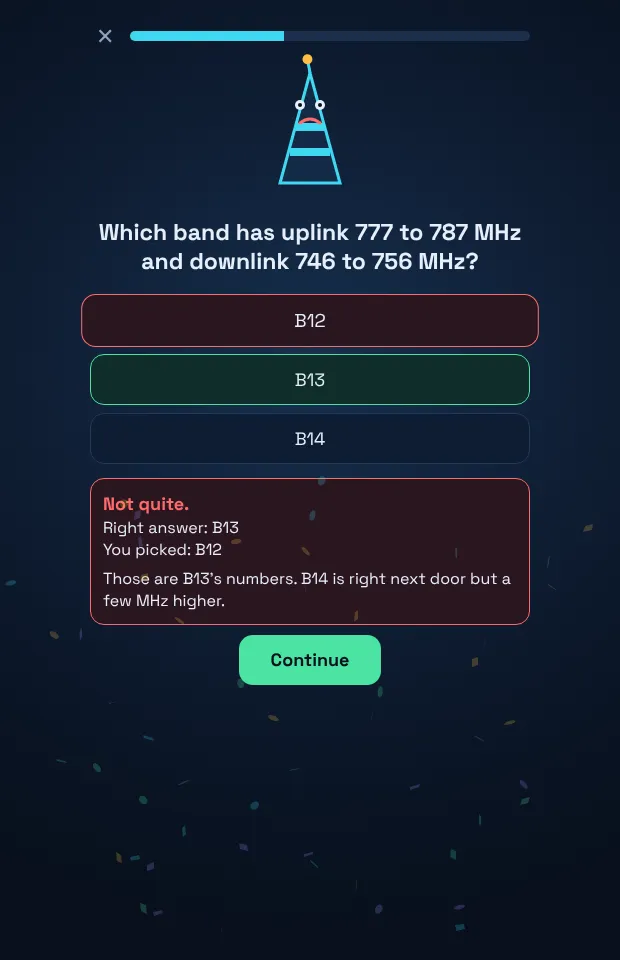 Which band has uplink 777 to 787 MHz
and downlink 746 to 756 MHz?
B12
B13
B14
Not quite.
Right answer: B13
You picked: B12
Those are B13's numbers. B14 is right next door but a
few MHz higher.
Continue